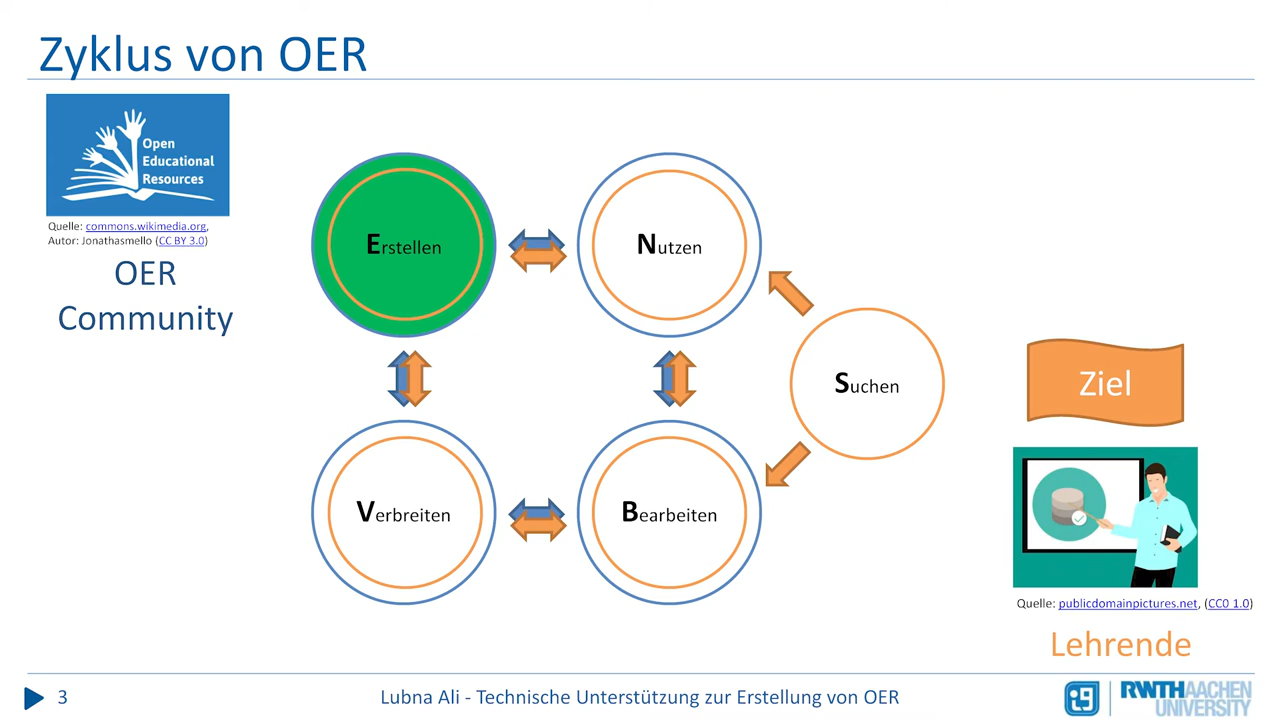 Zyklus von OER
Open
Educational
Resources
Quelle: commons.wikimedia.org,
Autor: Jonathasmello (CC BY 3.0)
OER
Community
Erstellen
Nutzen
Suchen
Verbreiten
Bearbeiten
Ziel
Quelle: publicdomainpictures.net, (CC0 1.0)
Lehrende
3
Lubna Ali - Technische Unterstützung zur Erstellung von OER
RWTH AACHEN
UNIVERSITY